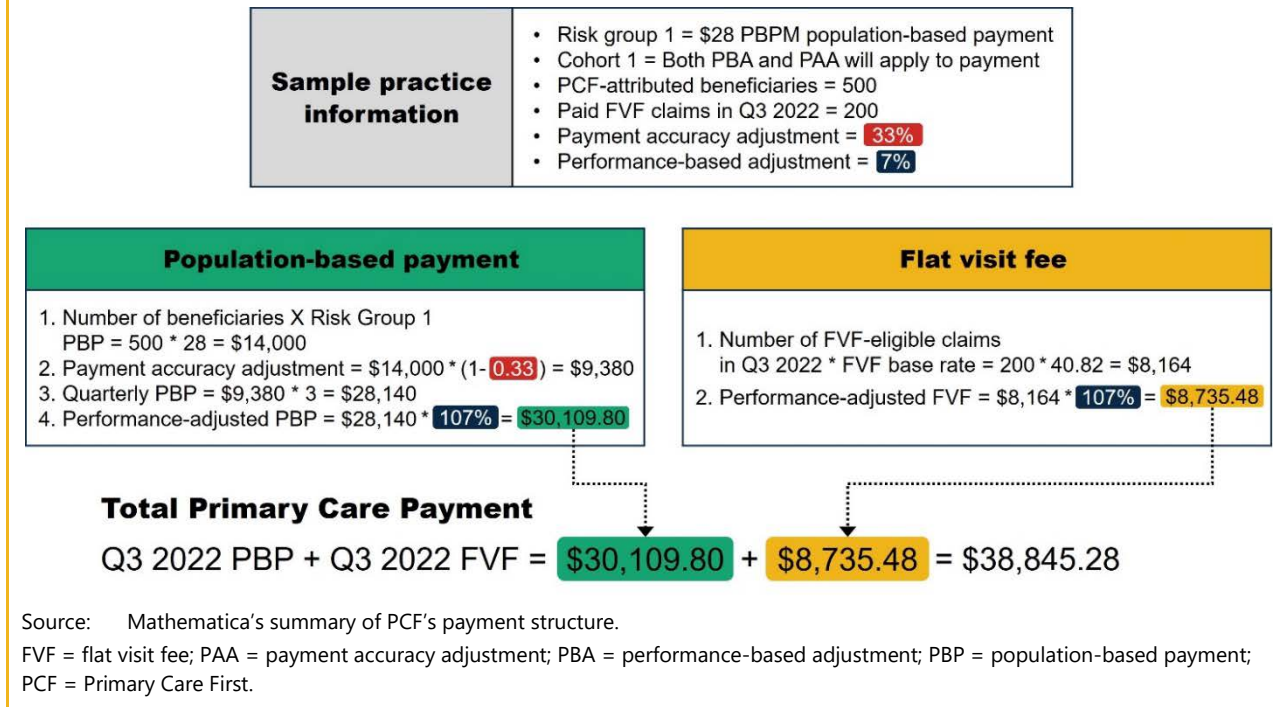 Sample practice
information
• Risk group 1 = $28 PBPM population-based payment
• Cohort 1 = Both PBA and PAA will apply to payment
• PCF-attributed beneficiaries = 500
• Paid FVF claims in Q3 2022 = 200
• Payment accuracy adjustment = 33%
• Performance-based adjustment = 7%
Population-based payment
1. Number of beneficiaries X Risk Group 1
PBP = 500 * 28 = $14,000
2. Payment accuracy adjustment = $14,000 * (1- 0.33 ) = $9,380
3. Quarterly PBP = $9,380 * 3 = $28,140
4. Performance-adjusted PBP = $28,140 * 107% = $30,109.80
Flat visit fee
1. Number of FVF-eligible claims
in Q3 2022 * FVF base rate = 200 * 40.82 = $8,164
2. Performance-adjusted FVF = $8,164 * 107% = $8,735.48
Total Primary Care Payment
Q3 2022 PBP + Q3 2022 FVF = $30,109.80 + $8,735.48 = $38,845.28
Source: Mathematica’s summary of PCF’s payment structure.
FVF = flat visit fee; PAA = payment accuracy adjustment; PBA = performance-based adjustment; PBP = population-based payment;
PCF = Primary Care First.